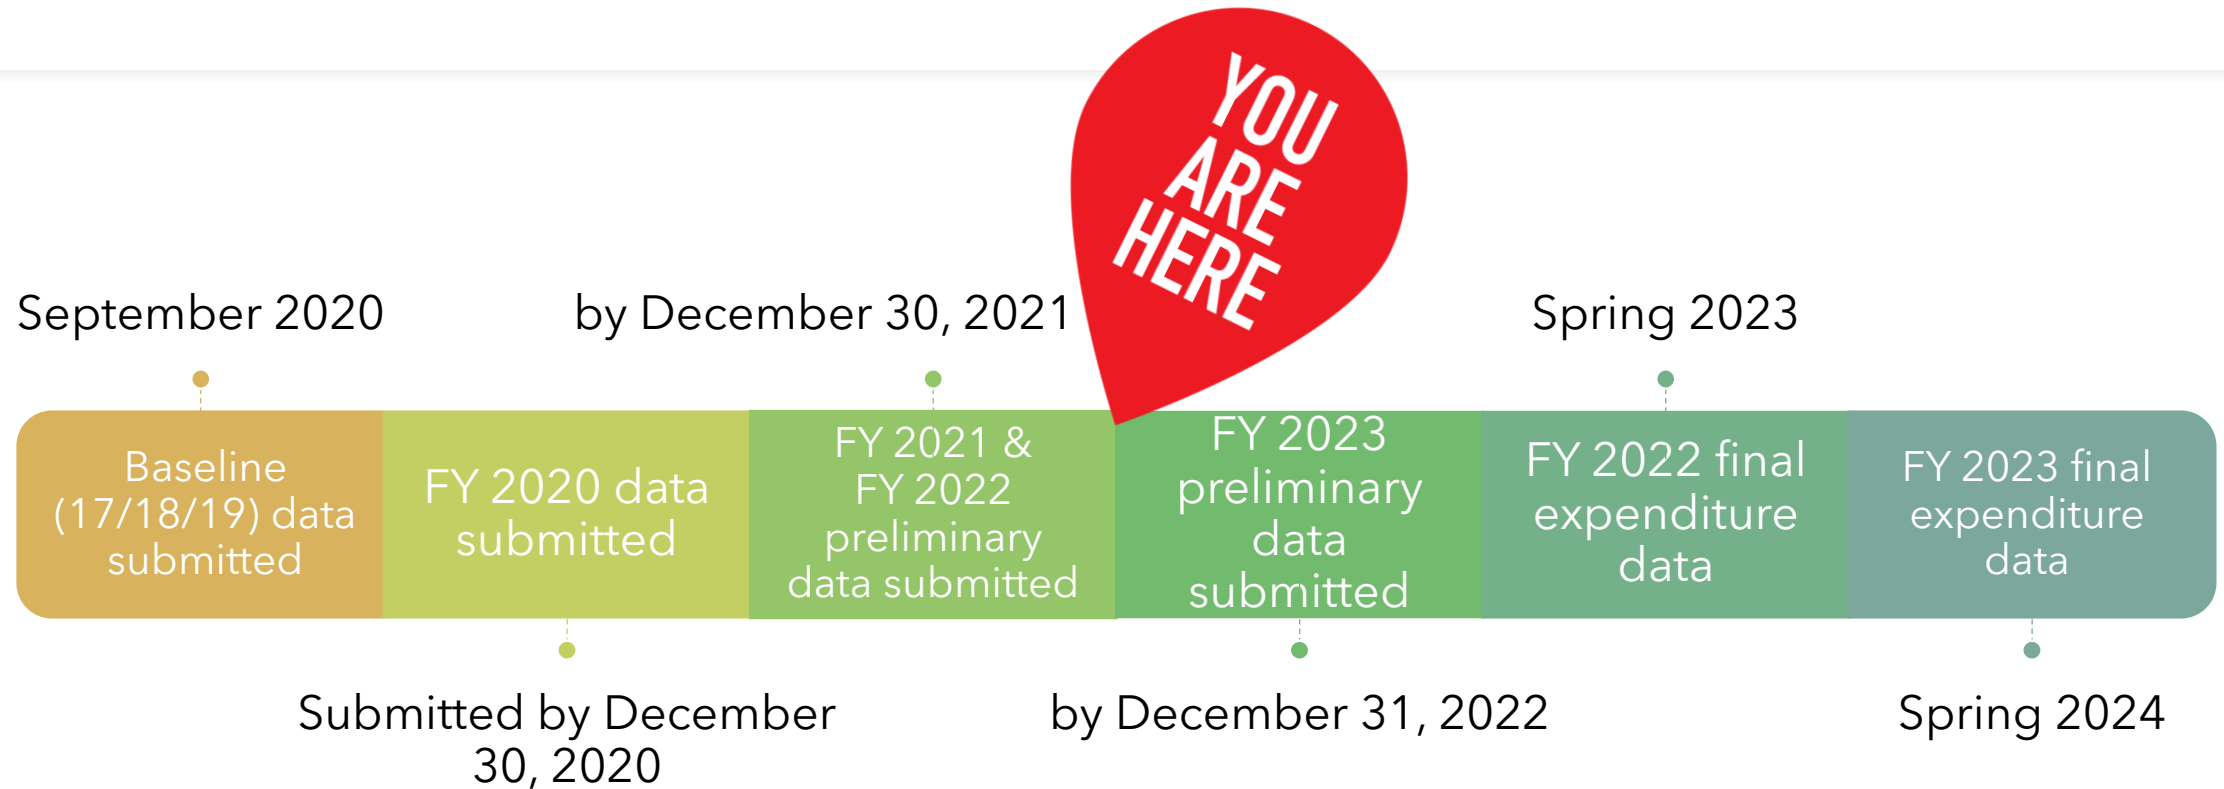 YOU
ARE
HERE
September 2020
by December 30, 2021
Spring 2023
Baseline
(17/18/19) data
submitted
FY 2020 data
submitted
FY 2021 &
FY 2022
preliminary
data submitted
FY 2023
preliminary
data
submitted
FY 2022 final
expenditure
data
FY 2023 final
expenditure
data
Submitted by December
30, 2020
by December 31, 2022
Spring 2024